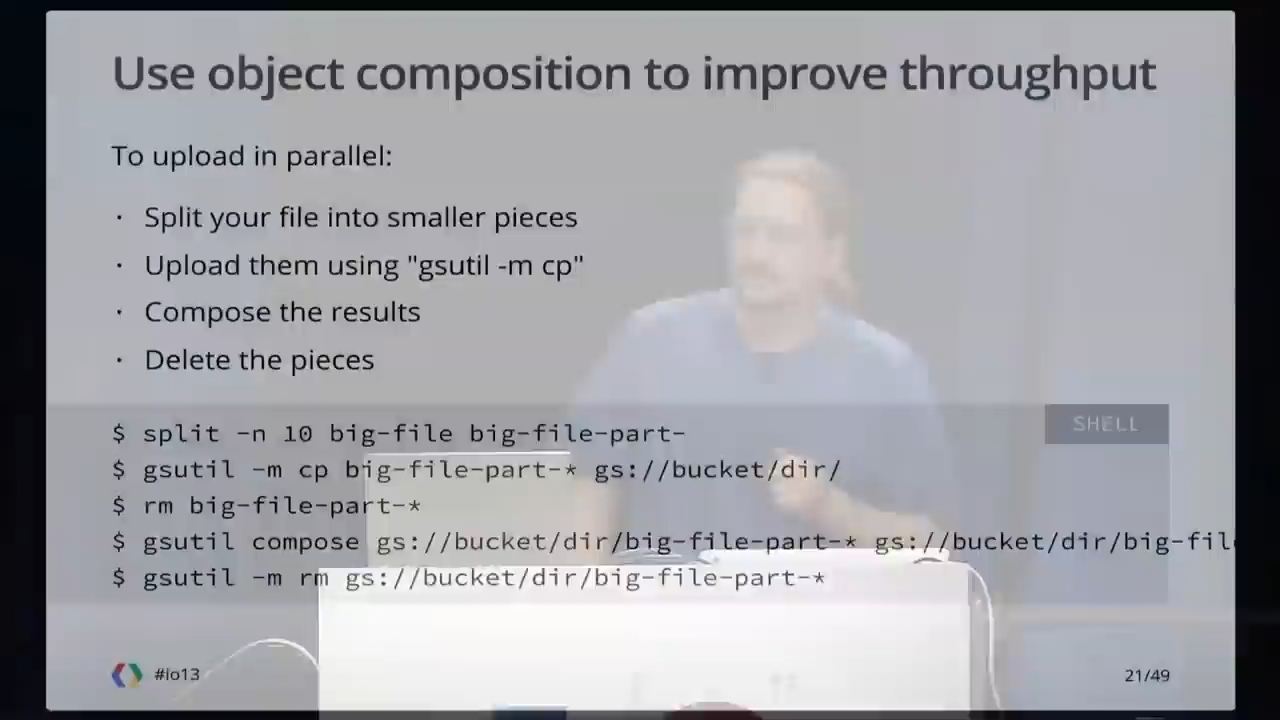 Use object composition to improve throughput
To upload in parallel:
· Split your file into smaller pieces
· Upload them using "gsutil -m cp"
· Compose the results
· Delete the pieces
SHELL
$ split -n 10 big-file big-file-part-
$ gsutil -m cp big-file-part-* gs://bucket/dir/
$ rm big-file-part-*
$ gsutil compose gs://bucket/dir/big-file-part-* gs://bucket/dir/big-fil
$ gsutil -m rm gs://bucket/dir/big-file-part-*
#io13
21/49